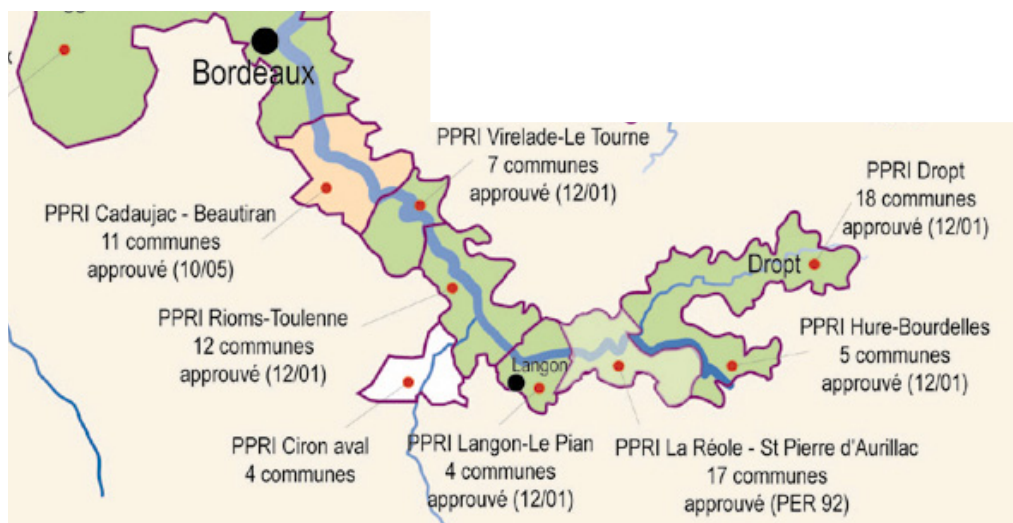 Bordeaux
PPRI Virelade-Le Tourne
7 communes
approuvé (12/01)
PPRI Dropt
18 communes
approuvé (12/01)
PPRI Cadaujac - Beautiran
11 communes
approuvé (10/05)
Dropt
PPRI Rioms-Toulenne
12 communes
approuvé (12/01)
PPRI Hure-Bourdelles
5 communes
approuvé (12/01)
Langon
PPRI Ciron aval
4 communes
PPRI Langon-Le Pian
4 communes
approuvé (12/01)
PPRI La Réole - St Pierre d'Aurillac
17 communes
approuvé (PER 92)